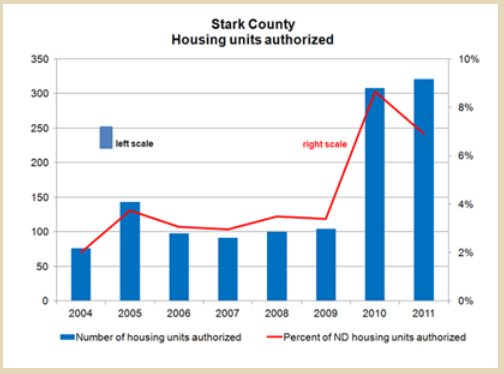 Stark County
Housing units authorized
350 10%
300 8%
250
left scale right scale
200 6%
150 4%
100 2%
50
0 0%
2004 2005 2006 2007 2008 2009 2010 2011
Number of housing units authorized Percent of ND housing units authorized